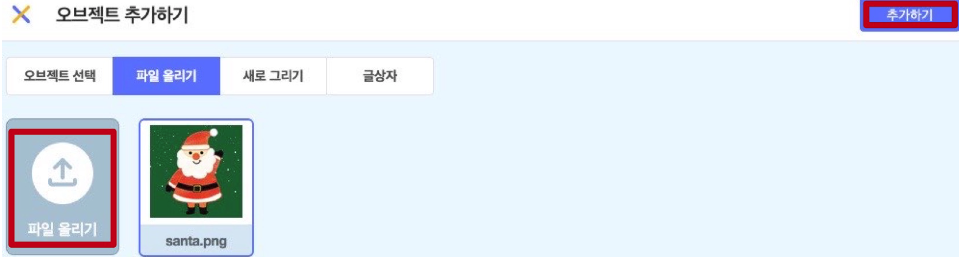 오브젝트 추가하기
추가하기
오브젝트 선택
파일 올리기
새로 그리기
글상자
파일 올리기
santa.png